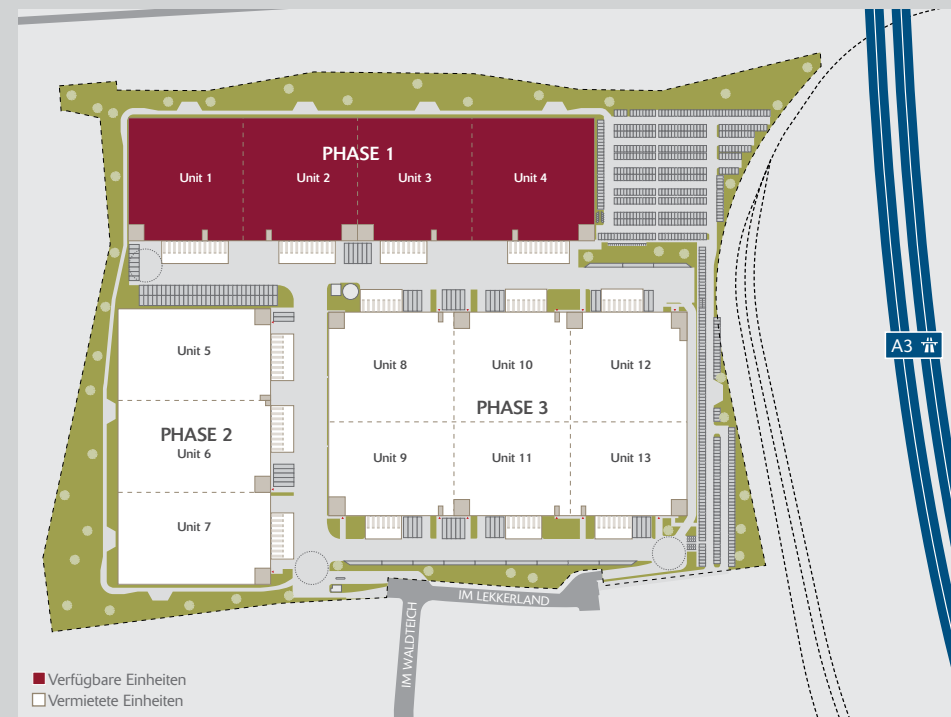 PHASE 1
Unit 1
Unit 2
Unit 3
Unit 4
A3
Unit 5
PHASE 2
Unit 6
Unit 7
Unit 8
Unit 10
Unit 12
PHASE 3
Unit 9
Unit 11
Unit 13
IM LEKKERLAND
IM WALDTEICH
Verfügbare Einheiten
Vermietete Einheiten